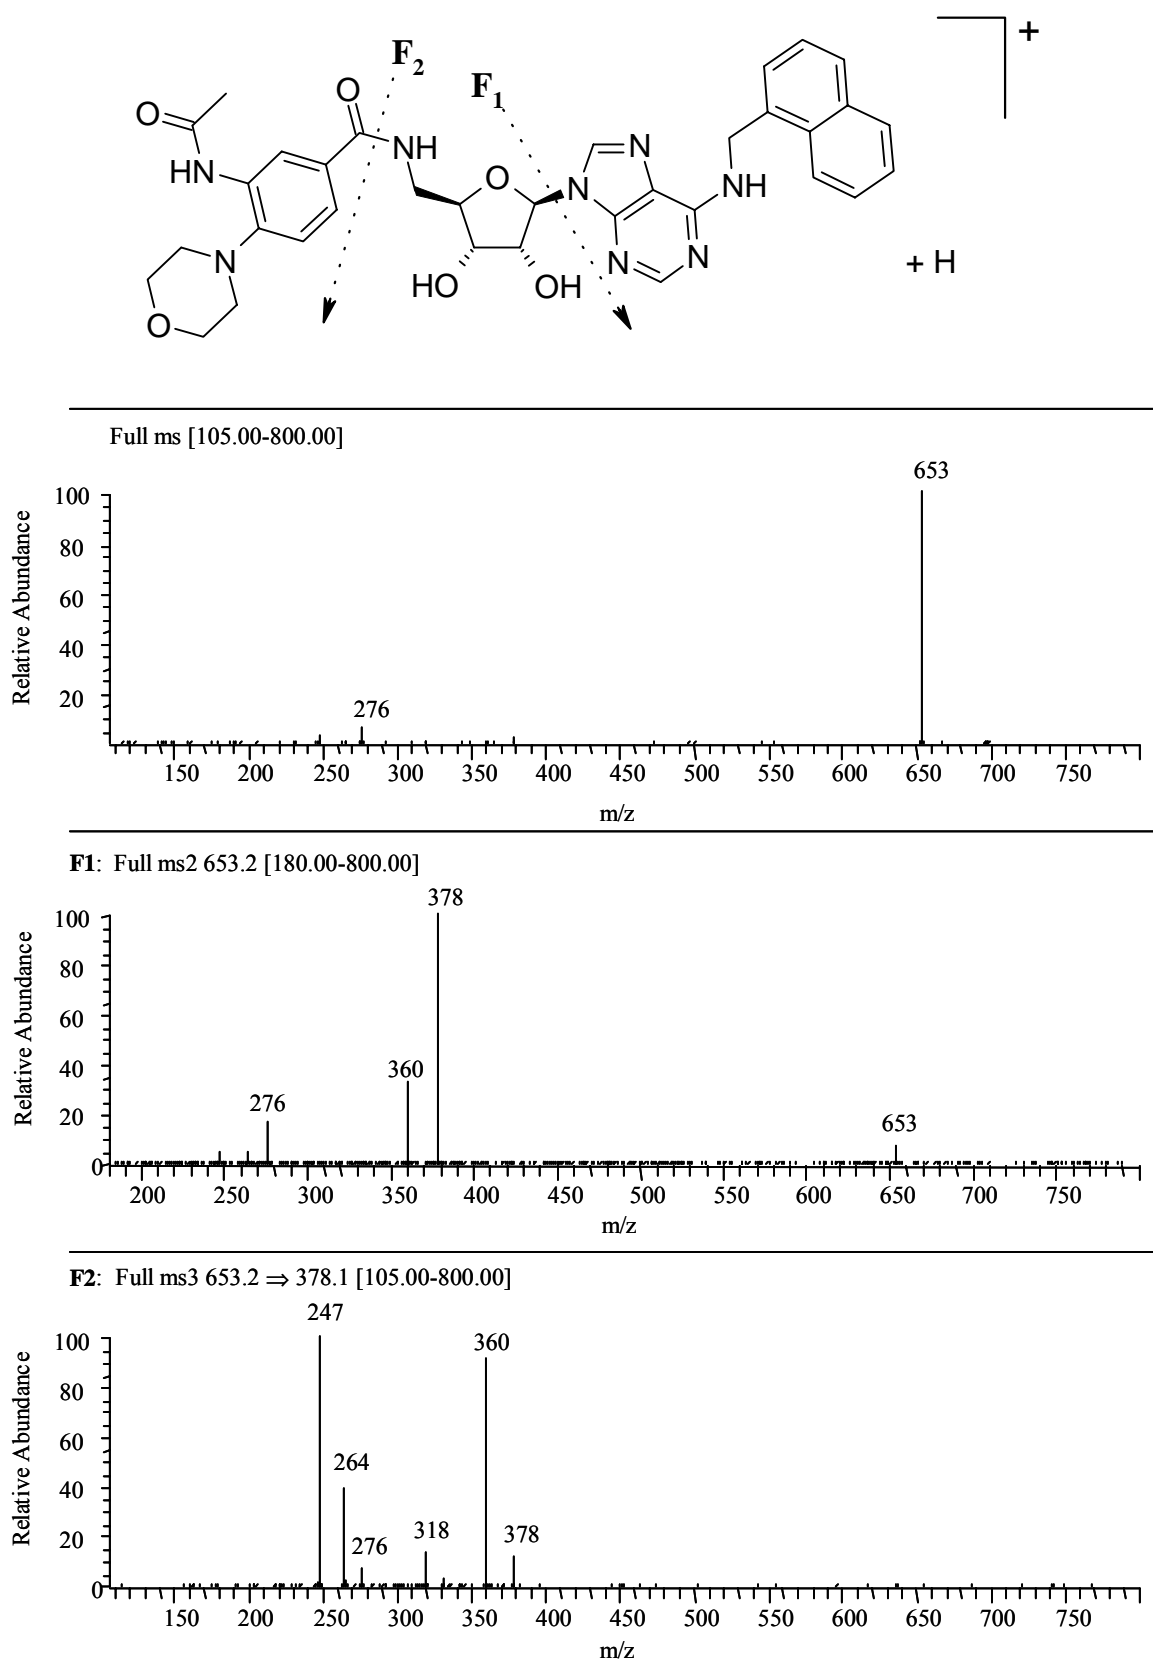 F2
F1
+
O
O
NH
HN
O
N
N
N
NH
N
N
HO
OH
O
+ H
Full ms [105.00-800.00]
653
100
80
60
40
20
276
Relative Abundance
150 200 250 300 350 400 450 500 550 600 650 700 750
m/z
F1: Full ms2 653.2 [180.00-800.00]
378
100
80
60
40
20
0
360
276
653
Relative Abundance
200 250 300 350 400 450 500 550 600 650 700 750
m/z
F2: Full ms3 653.2 ⇒ 378.1 [105.00-800.00]
247
360
100
80
60
40
20
0
264
276
318
378
Relative Abundance
150 200 250 300 350 400 450 500 550 600 650 700 750
m/z